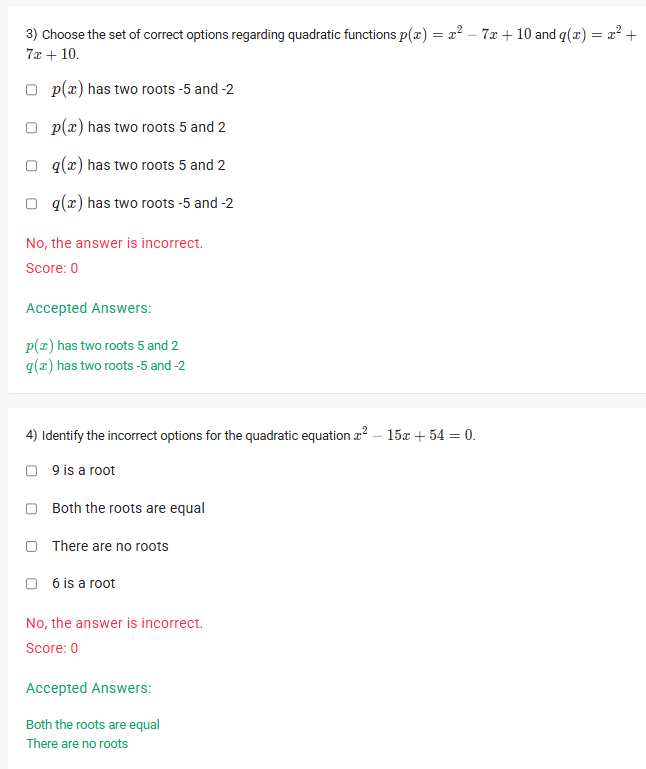 3) Choose the set of correct options regarding quadratic functions p(x) = x² − 7x + 10 and q(x) = x² +
7x + 10.
p(x) has two roots -5 and -2
p(x) has two roots 5 and 2
q(x) has two roots 5 and 2
q(x) has two roots -5 and -2
No, the answer is incorrect.
Score: 0
Accepted Answers:
p(x) has two roots 5 and 2
q(x) has two roots -5 and -2
4) Identify the incorrect options for the quadratic equation x² − 15x + 54 = 0.
9 is a root
Both the roots are equal
There are no roots
6 is a root
No, the answer is incorrect.
Score: 0
Accepted Answers:
Both the roots are equal
There are no roots